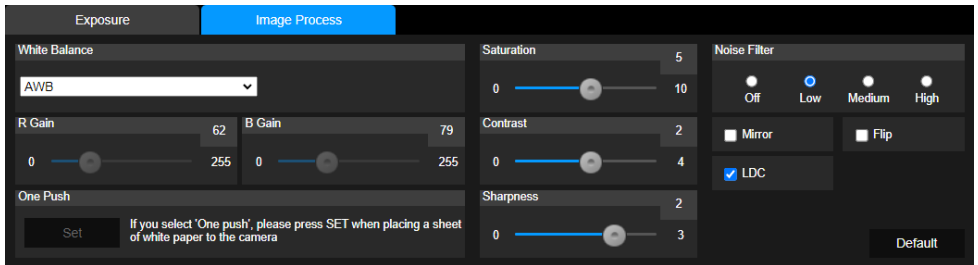 Exposure
Image Process
White Balance
AWB
R Gain
62
0
255
B Gain
79
0
255
One Push
Set
If you select 'One push', please press SET when placing a sheet
of white paper to the camera
Saturation
5
0
10
Contrast
2
0
4
Sharpness
2
0
3
Noise Filter
Off
Low
Medium
High
Mirror
Flip
LDC
Default